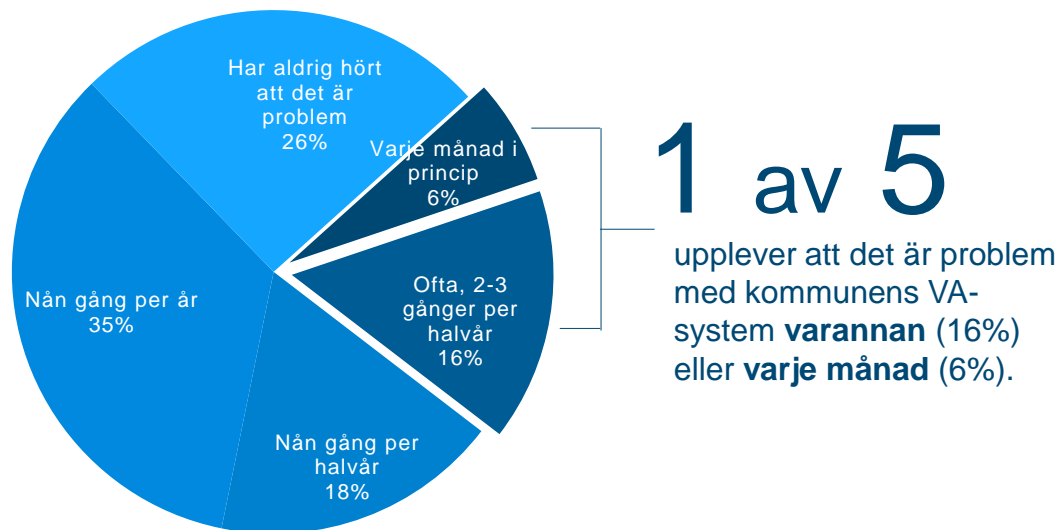 Har aldrig hört
att det är
problem
26%
Varje månad i
princip
6%
Ofta, 2-3
gånger per
halvår
16%
Nån gång per
halvår
18%
Nån gång per år
35%
1 av 5
upplever att det är problem
med kommunens VA-
system varannan (16%)
eller varje månad (6%).